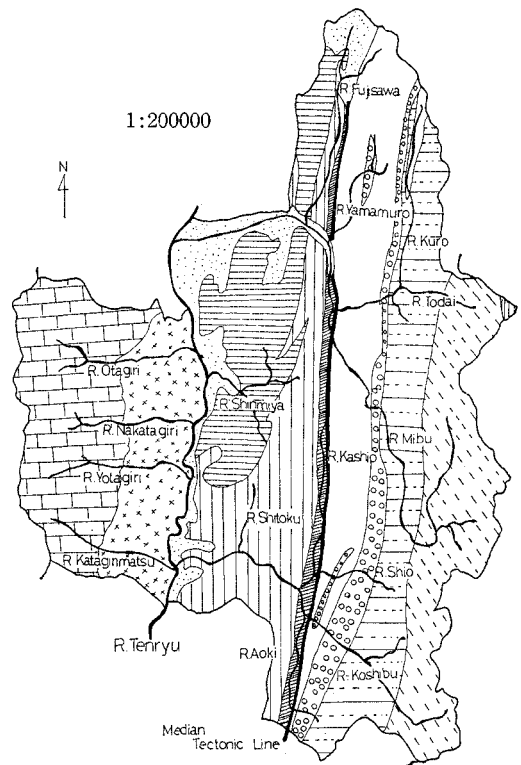 R.Fujisawa
1:200000
N
R.Yamamuro
R.Kuro
R.Todai
R.Otagiri
R.Shinmiya
R.Nakatagiri
R.Mibu
R.Kashio
R.Yotagiri
R.Shitoku
R.Kataginmatsu
R.Shio
R.Tenryu
R.Aoki
R.Koshibu
Median
Tectonic Line